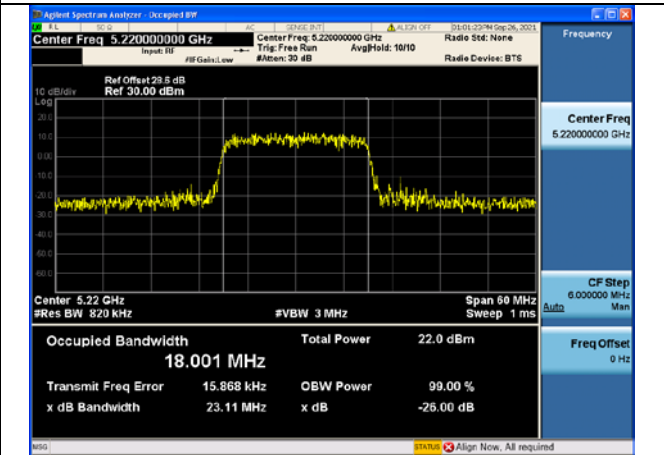 Agilent Spectrum Analyzer - Occupied BW
RL 50 Ω AC SENSE:INT ALIGN OFF 01:01:23 PM Sep 26, 2021
Center Freq 5.220000000 GHz
Center Freq: 5.220000000 GHz
Radio Std: None
Input: RF
Trig: Free Run Avg|Hold: 10/10
#IFGain:Low
#Atten: 30 dB
Radio Device: BTS
Frequency
Ref Offset 29.5 dB
10 dB/div Ref 30.00 dBm
Log
20.0
10.0
0.00
-10.0
-20.0
-30.0
-40.0
-50.0
-60.0
Center Freq
5.220000000 GHz
Center 5.22 GHz Span 60 MHz
#Res BW 820 kHz #VBW 3 MHz Sweep 1 ms
CF Step
6.000000 MHz
Auto Man
Occupied Bandwidth Total Power 22.0 dBm
18.001 MHz
Transmit Freq Error 15.868 kHz OBW Power 99.00 %
x dB Bandwidth 23.11 MHz x dB -26.00 dB
Freq Offset
0 Hz
MSG STATUS Align Now, All required